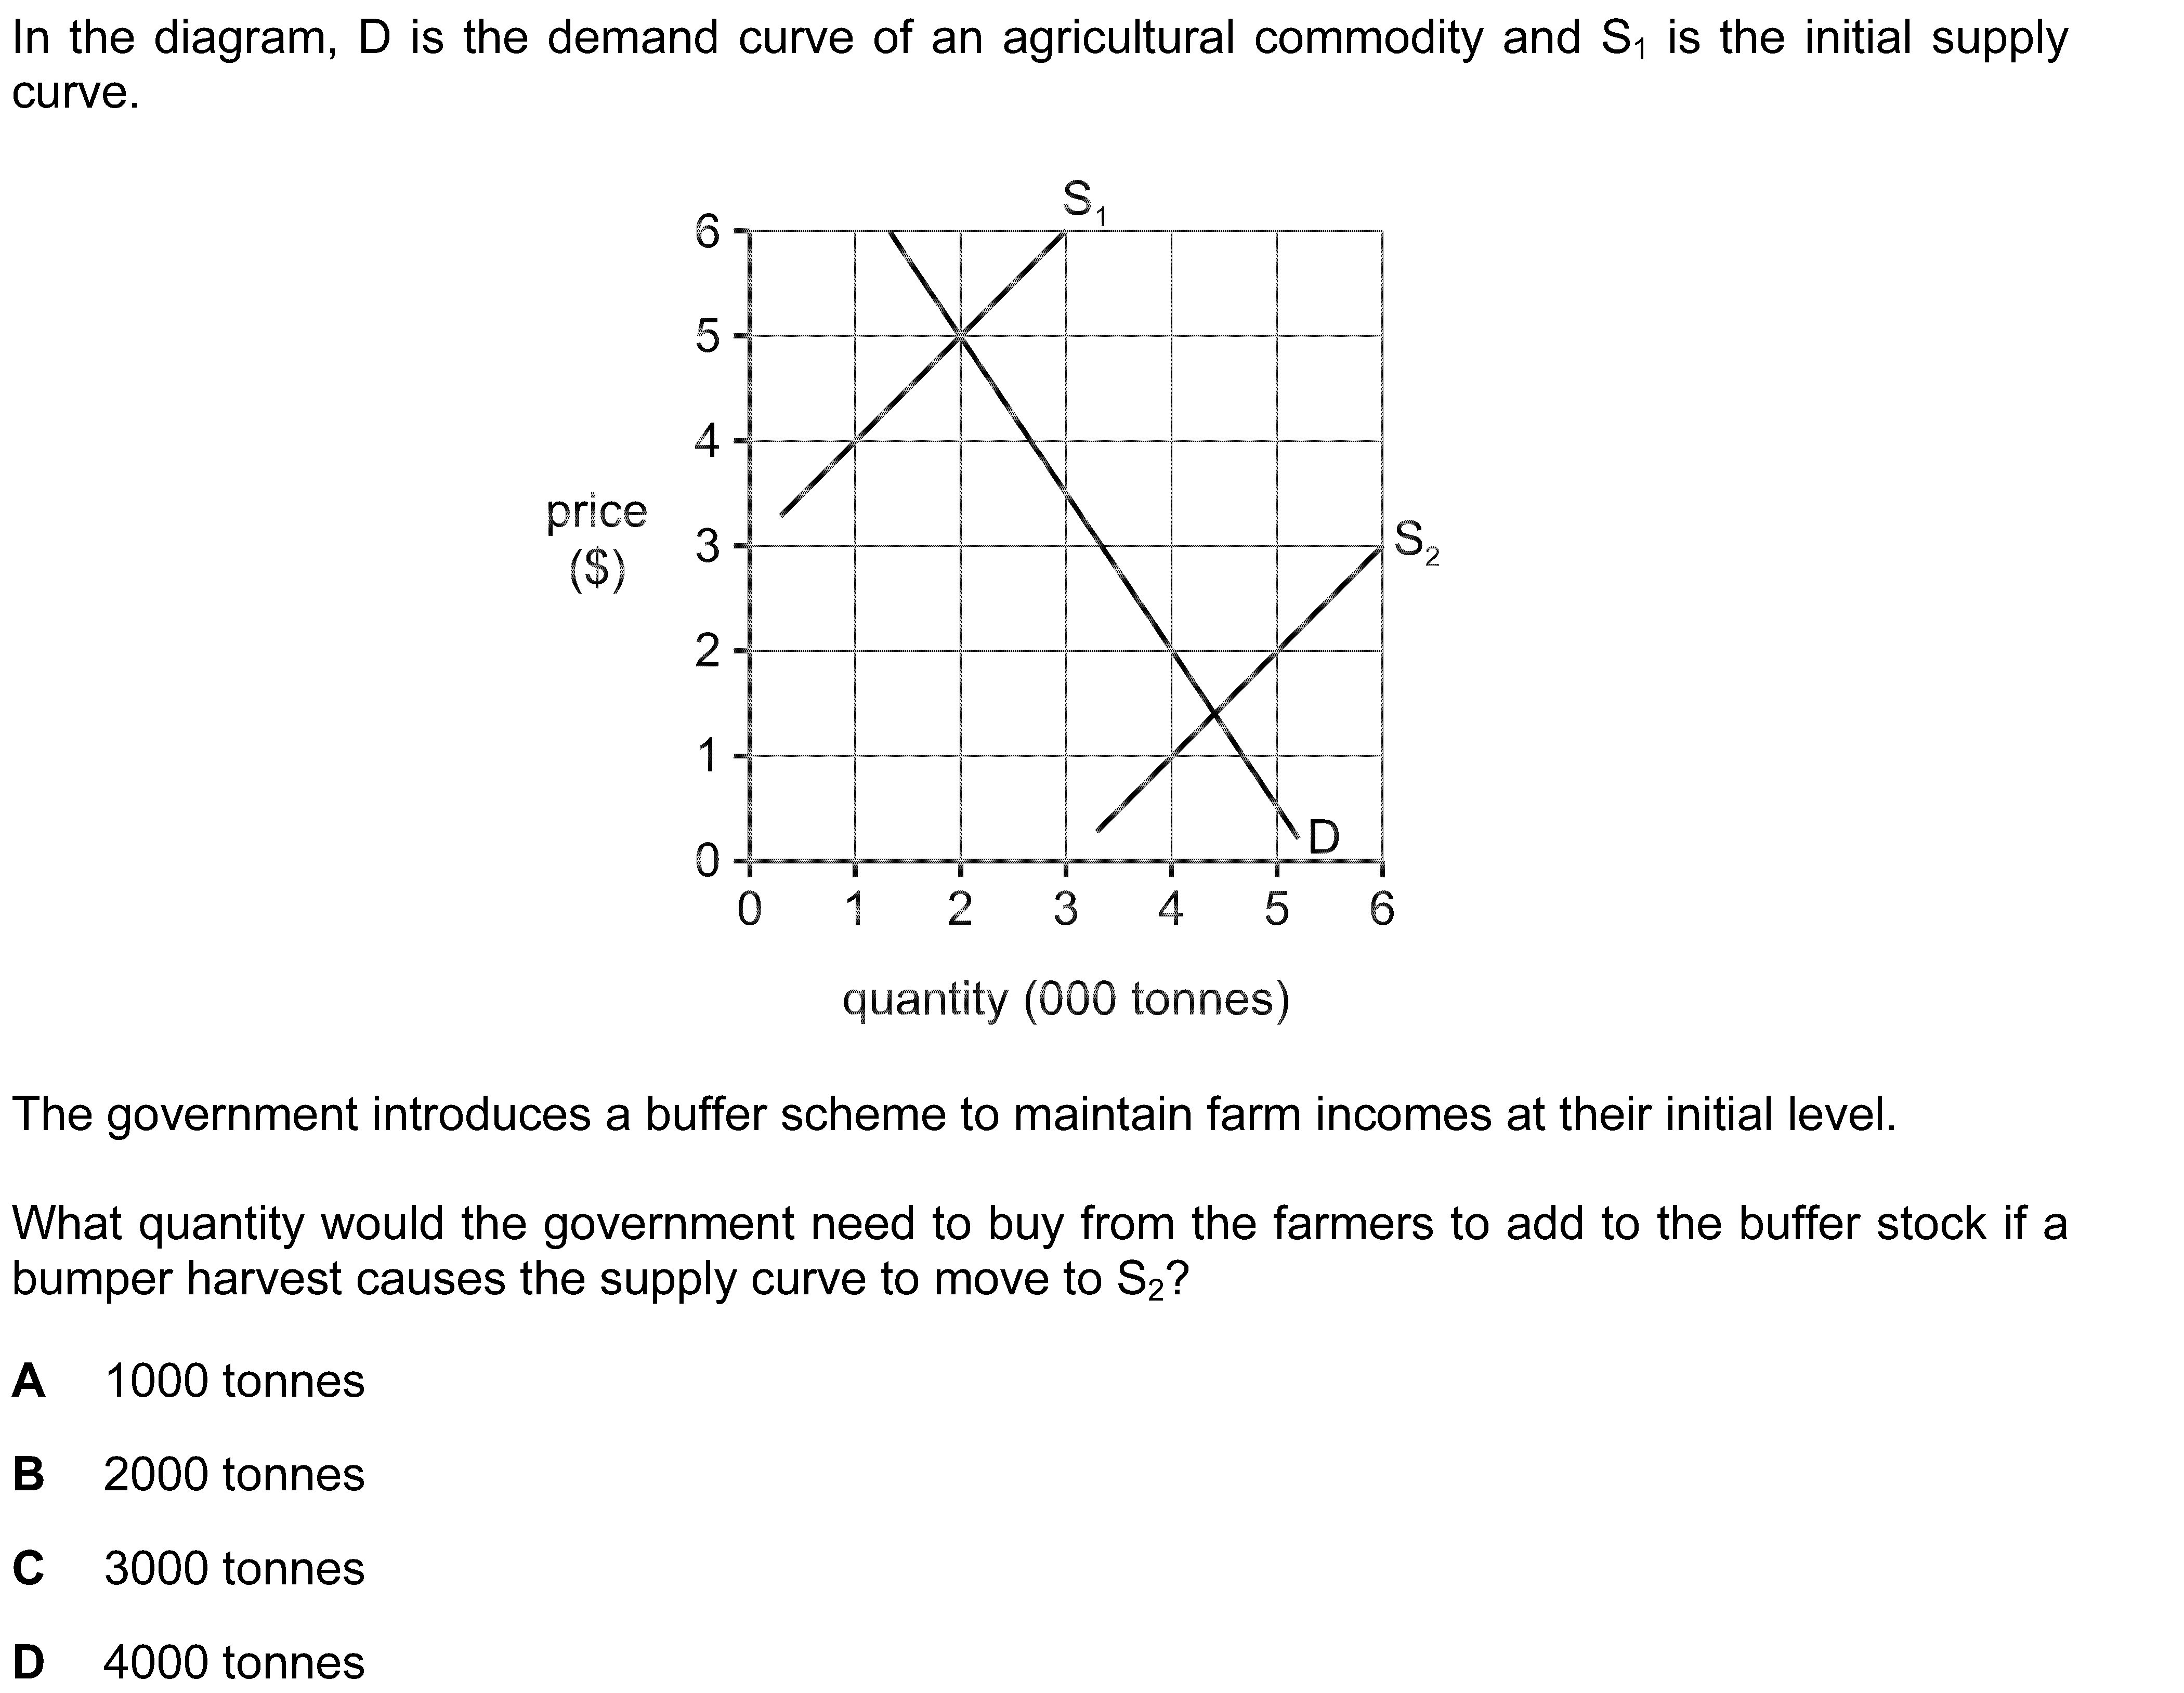 In the diagram, D is the demand curve of an agricultural commodity and S₁ is the initial supply
curve.
S₁
6
5
4
price
($)
3
S₂
2
1
0
D
0 1 2 3 4 5 6
quantity (000 tonnes)
The government introduces a buffer scheme to maintain farm incomes at their initial level.
What quantity would the government need to buy from the farmers to add to the buffer stock if a
bumper harvest causes the supply curve to move to S₂?
A 1000 tonnes
B 2000 tonnes
C 3000 tonnes
D 4000 tonnes